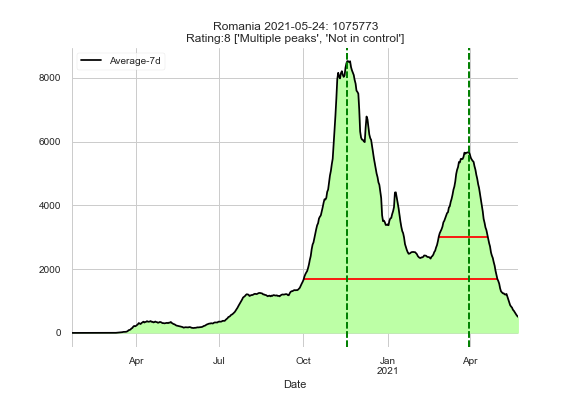 Romania 2021-05-24: 1075773
Rating:8 ['Multiple peaks', 'Not in control']
Average-7d
8000
6000
4000
2000
0
Apr
Jul
Oct
Jan
2021
Apr
Date